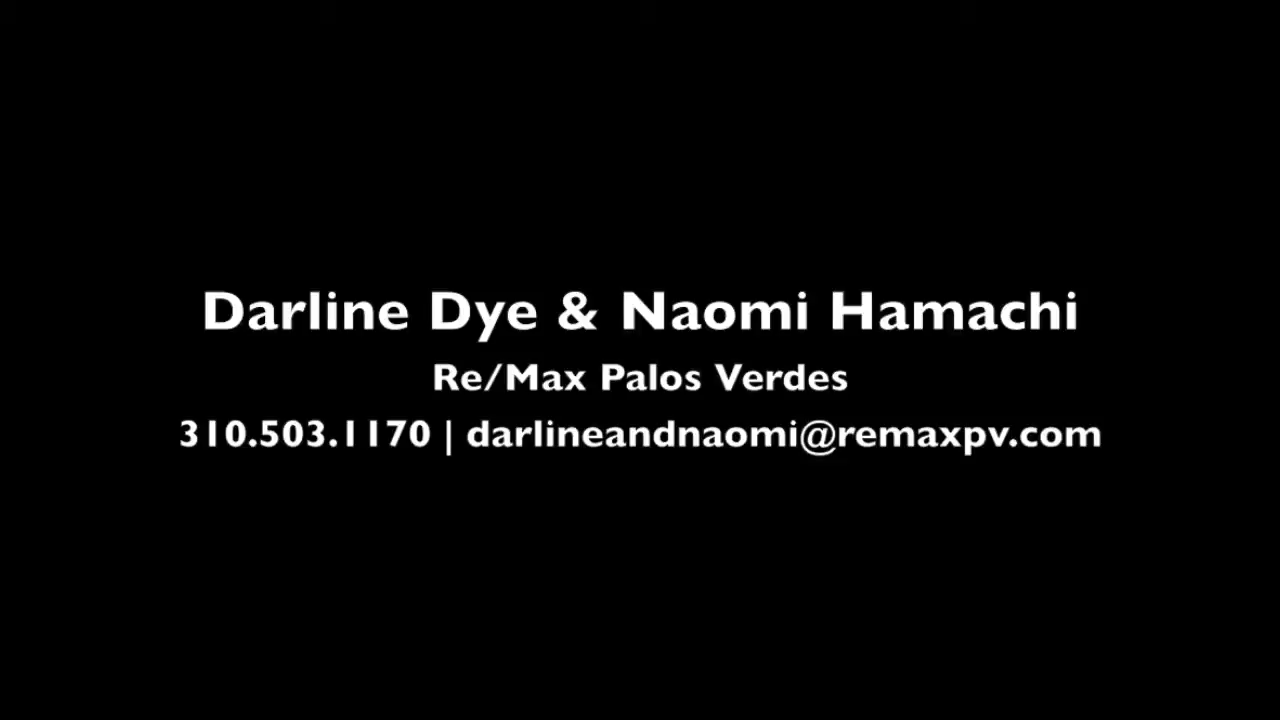 Darline Dye & Naomi Hamachi
Re/Max Palos Verdes
310.503.1170 | darlineandnaomi@remaxpv.com